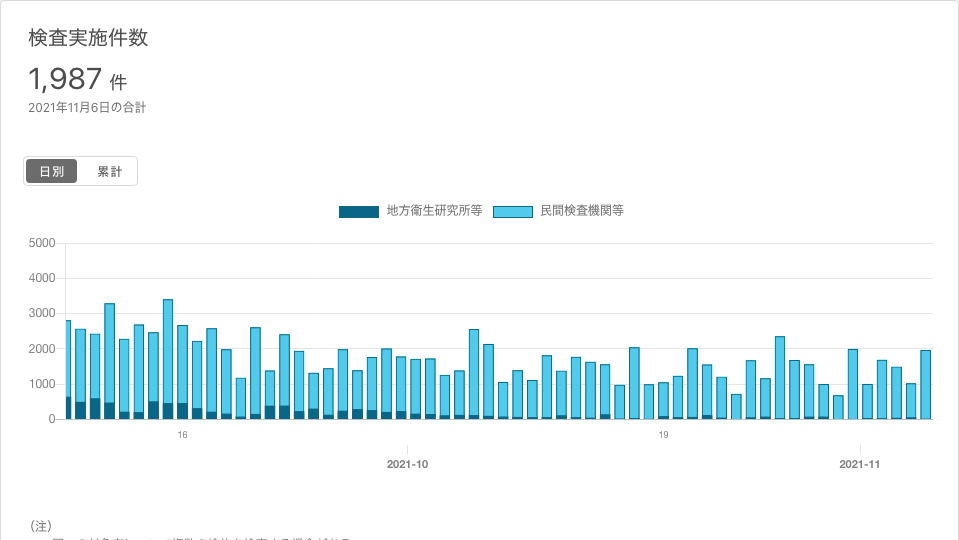 検査実施件数
1,987 件
2021年11月6日の合計
日別 累計
地方衛生研究所等 民間検査機関等
5000
4000
3000
2000
1000
0
16 19
2021-10 2021-11
（注）